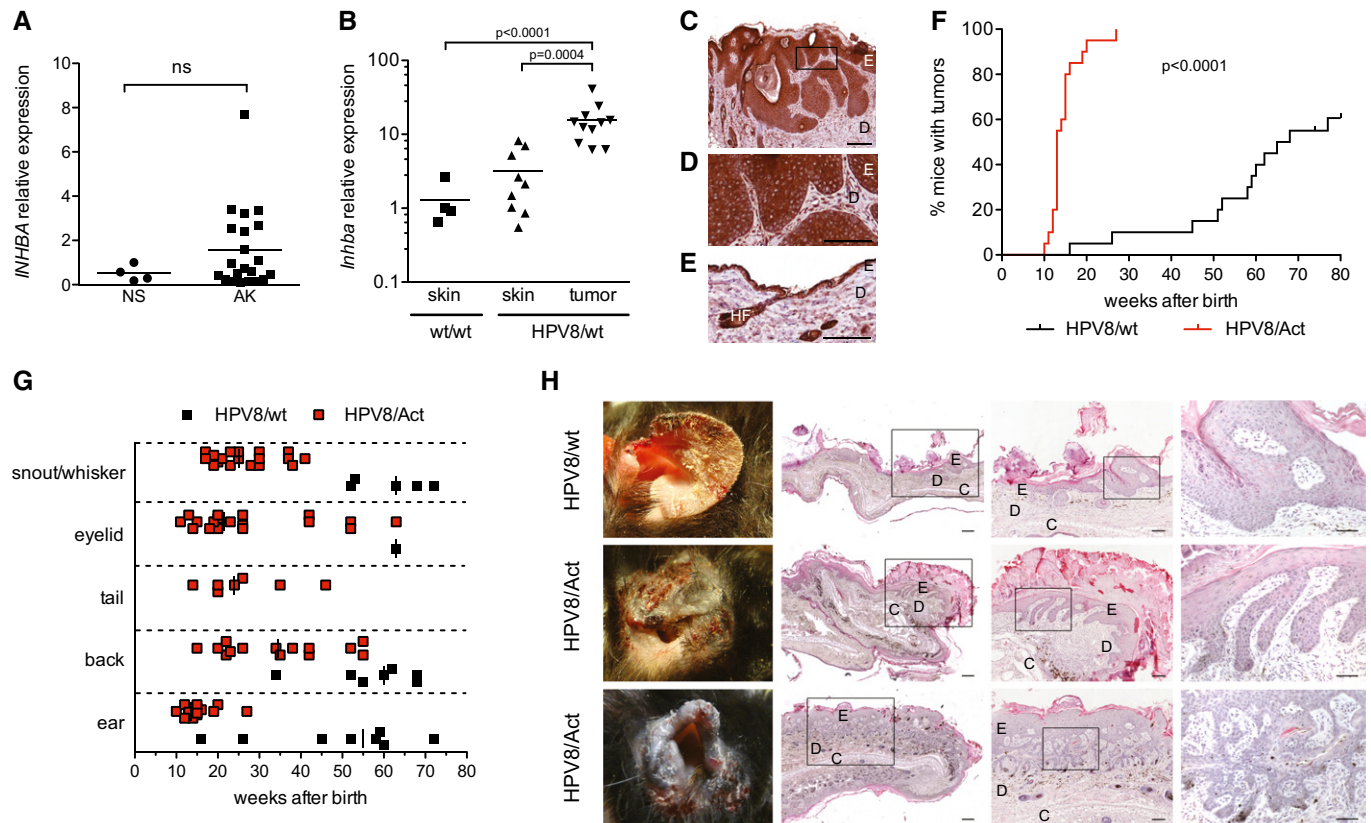 A
ns
INHBA relative expression
10
8
6
4
2
0
NS
AK
B
p<0.0001
p=0.0004
Inhba relative expression
100
10
1
0.1
skin
skin
tumor
wt/wt
HPV8/wt
C
E
D
D
E
D
E
E
D
HF
F
% mice with tumors
100
80
60
40
20
0
p<0.0001
0 10 20 30 40 50 60 70 80
weeks after birth
HPV8/wt
HPV8/Act
G
HPV8/wt
HPV8/Act
snout/whisker
eyelid
tail
back
ear
0 10 20 30 40 50 60 70 80
weeks after birth
H
HPV8/wt
E
D
C
E
D
C
HPV8/Act
C
D
E
D
C
HPV8/Act
E
D
C
E
D
C